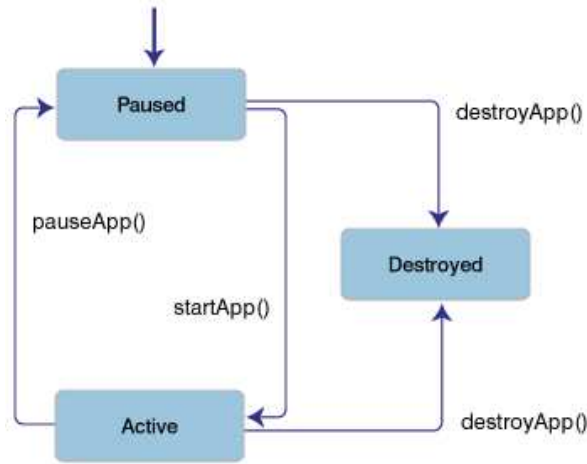 Paused
destroyApp()
pauseApp()
Destroyed
startApp()
Active
destroyApp()